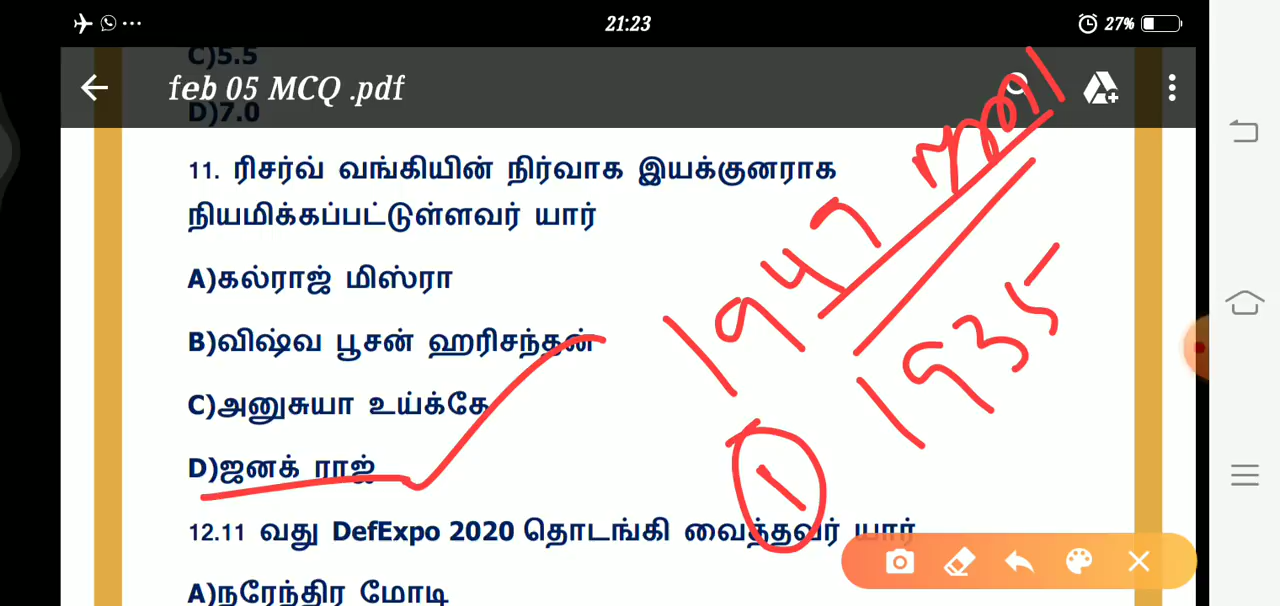 21:23
27%
C)5.5
feb 05 MCQ .pdf
D)7.0
11. ரிசர்வ் வங்கியின் நிர்வாக இயக்குனராக
நியமிக்கப்பட்டுள்ளவர் யார்
A)கல்ராஜ் மிஸ்ரா
B)விஷ்வ பூசன் ஹரிசந்தன்
C)அனுசுயா உய்க்கே
D)ஜனக் ராஜ்
1947
1935
1
12.11 வது DefExpo 2020 தொடங்கி வைத்தவர் யார்
A)நரேந்திர மோடி